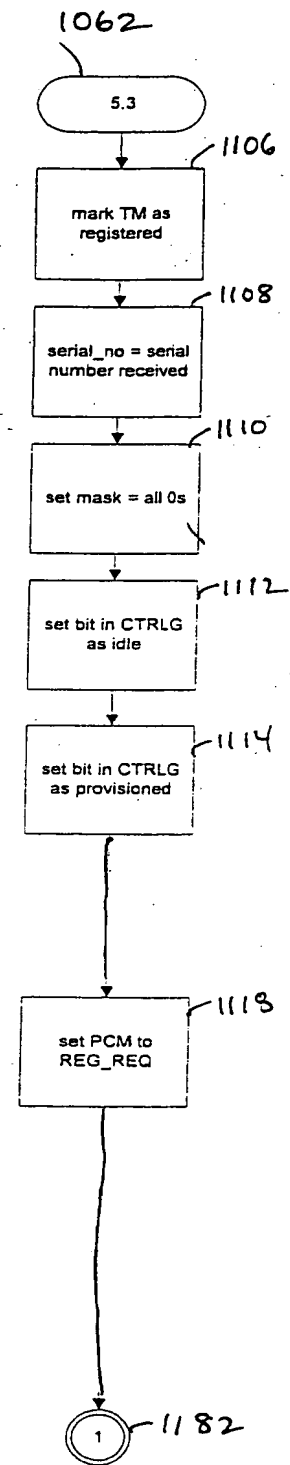 1062
5.3
1106
mark TM as
registered
1108
serial_no = serial
number received
1110
set mask = all 0s
1112
set bit in CTRLG
as idle
1114
set bit in CTRLG
as provisioned
1118
set PCM to
REG_REQ
1
1182